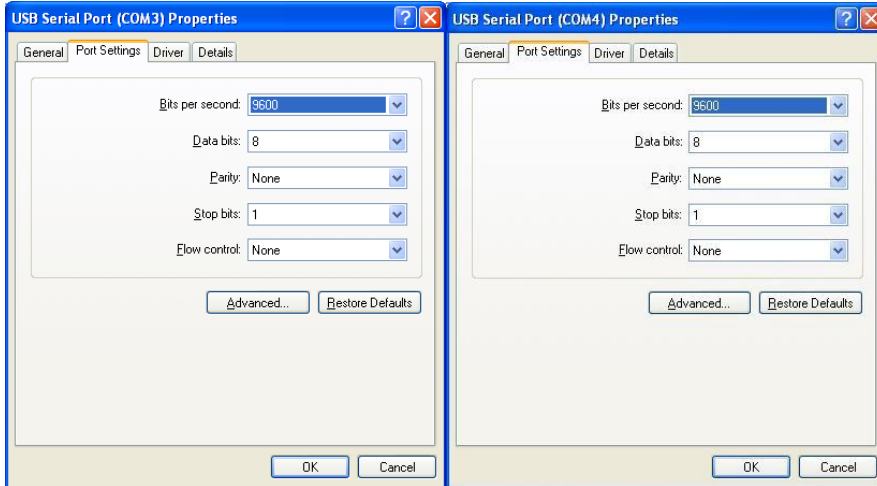 USB Serial Port (COM3) Properties
General Port Settings Driver Details
Bits per second: 9600
Data bits: 8
Parity: None
Stop bits: 1
Flow control: None
Advanced... Restore Defaults
OK Cancel
USB Serial Port (COM4) Properties
General Port Settings Driver Details
Bits per second: 9600
Data bits: 8
Parity: None
Stop bits: 1
Flow control: None
Advanced... Restore Defaults
OK Cancel